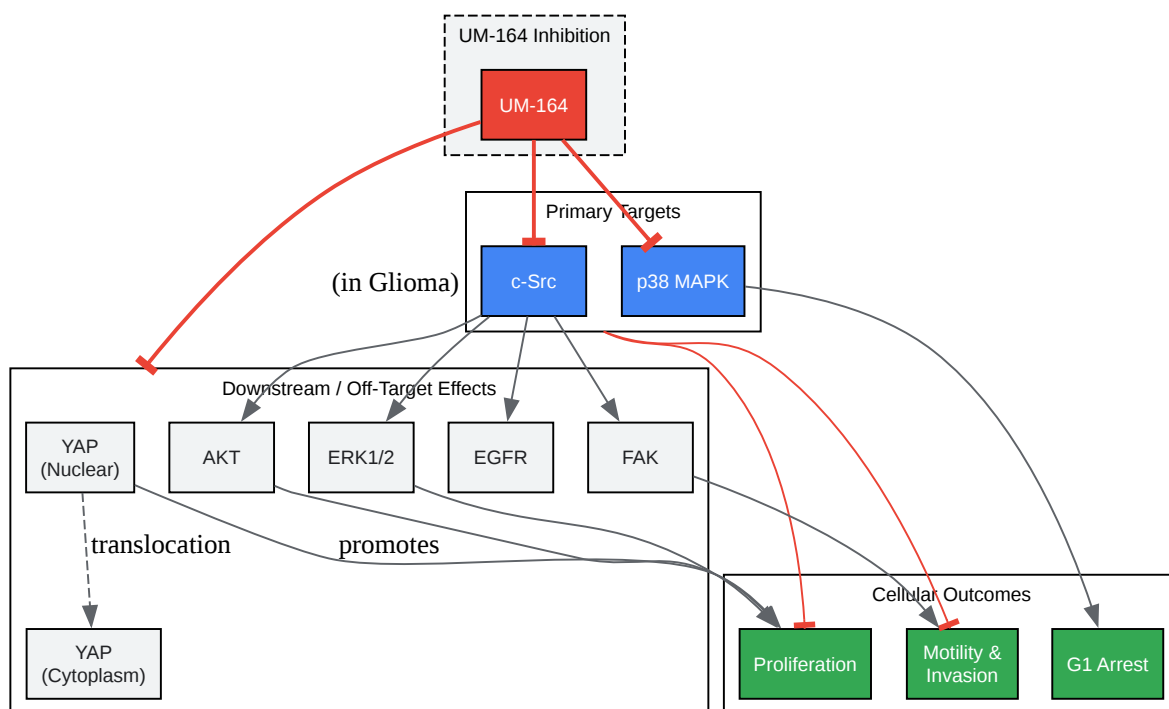 UM-164 Inhibition
UM-164
Primary Targets
(in Glioma)
c-Src
p38 MAPK
Downstream / Off-Target Effects
YAP
(Nuclear)
AKT
ERK1/2
EGFR
FAK
translocation
promotes
Cellular Outcomes
YAP
(Cytoplasm)
Proliferation
Motility &
Invasion
G1 Arrest